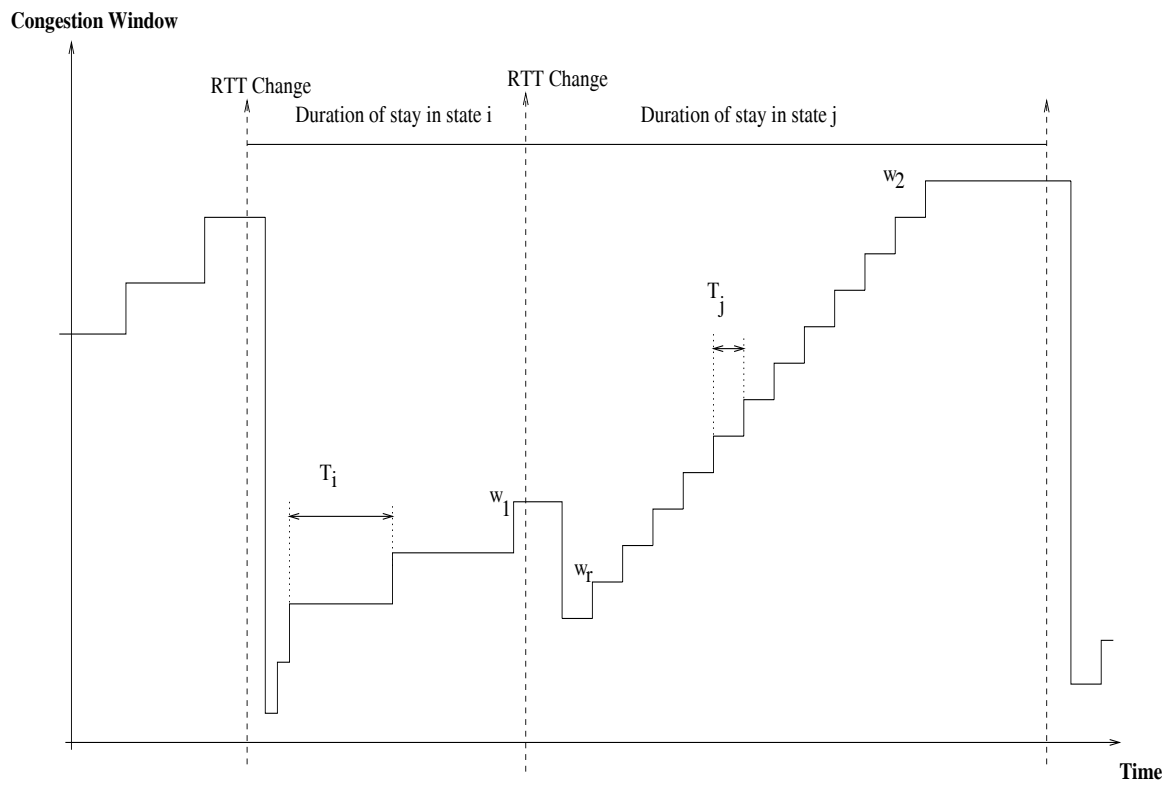 Congestion Window
RTT Change
RTT Change
Duration of stay in state i
Duration of stay in state j
w2
Tj
Ti
w1
wr
Time